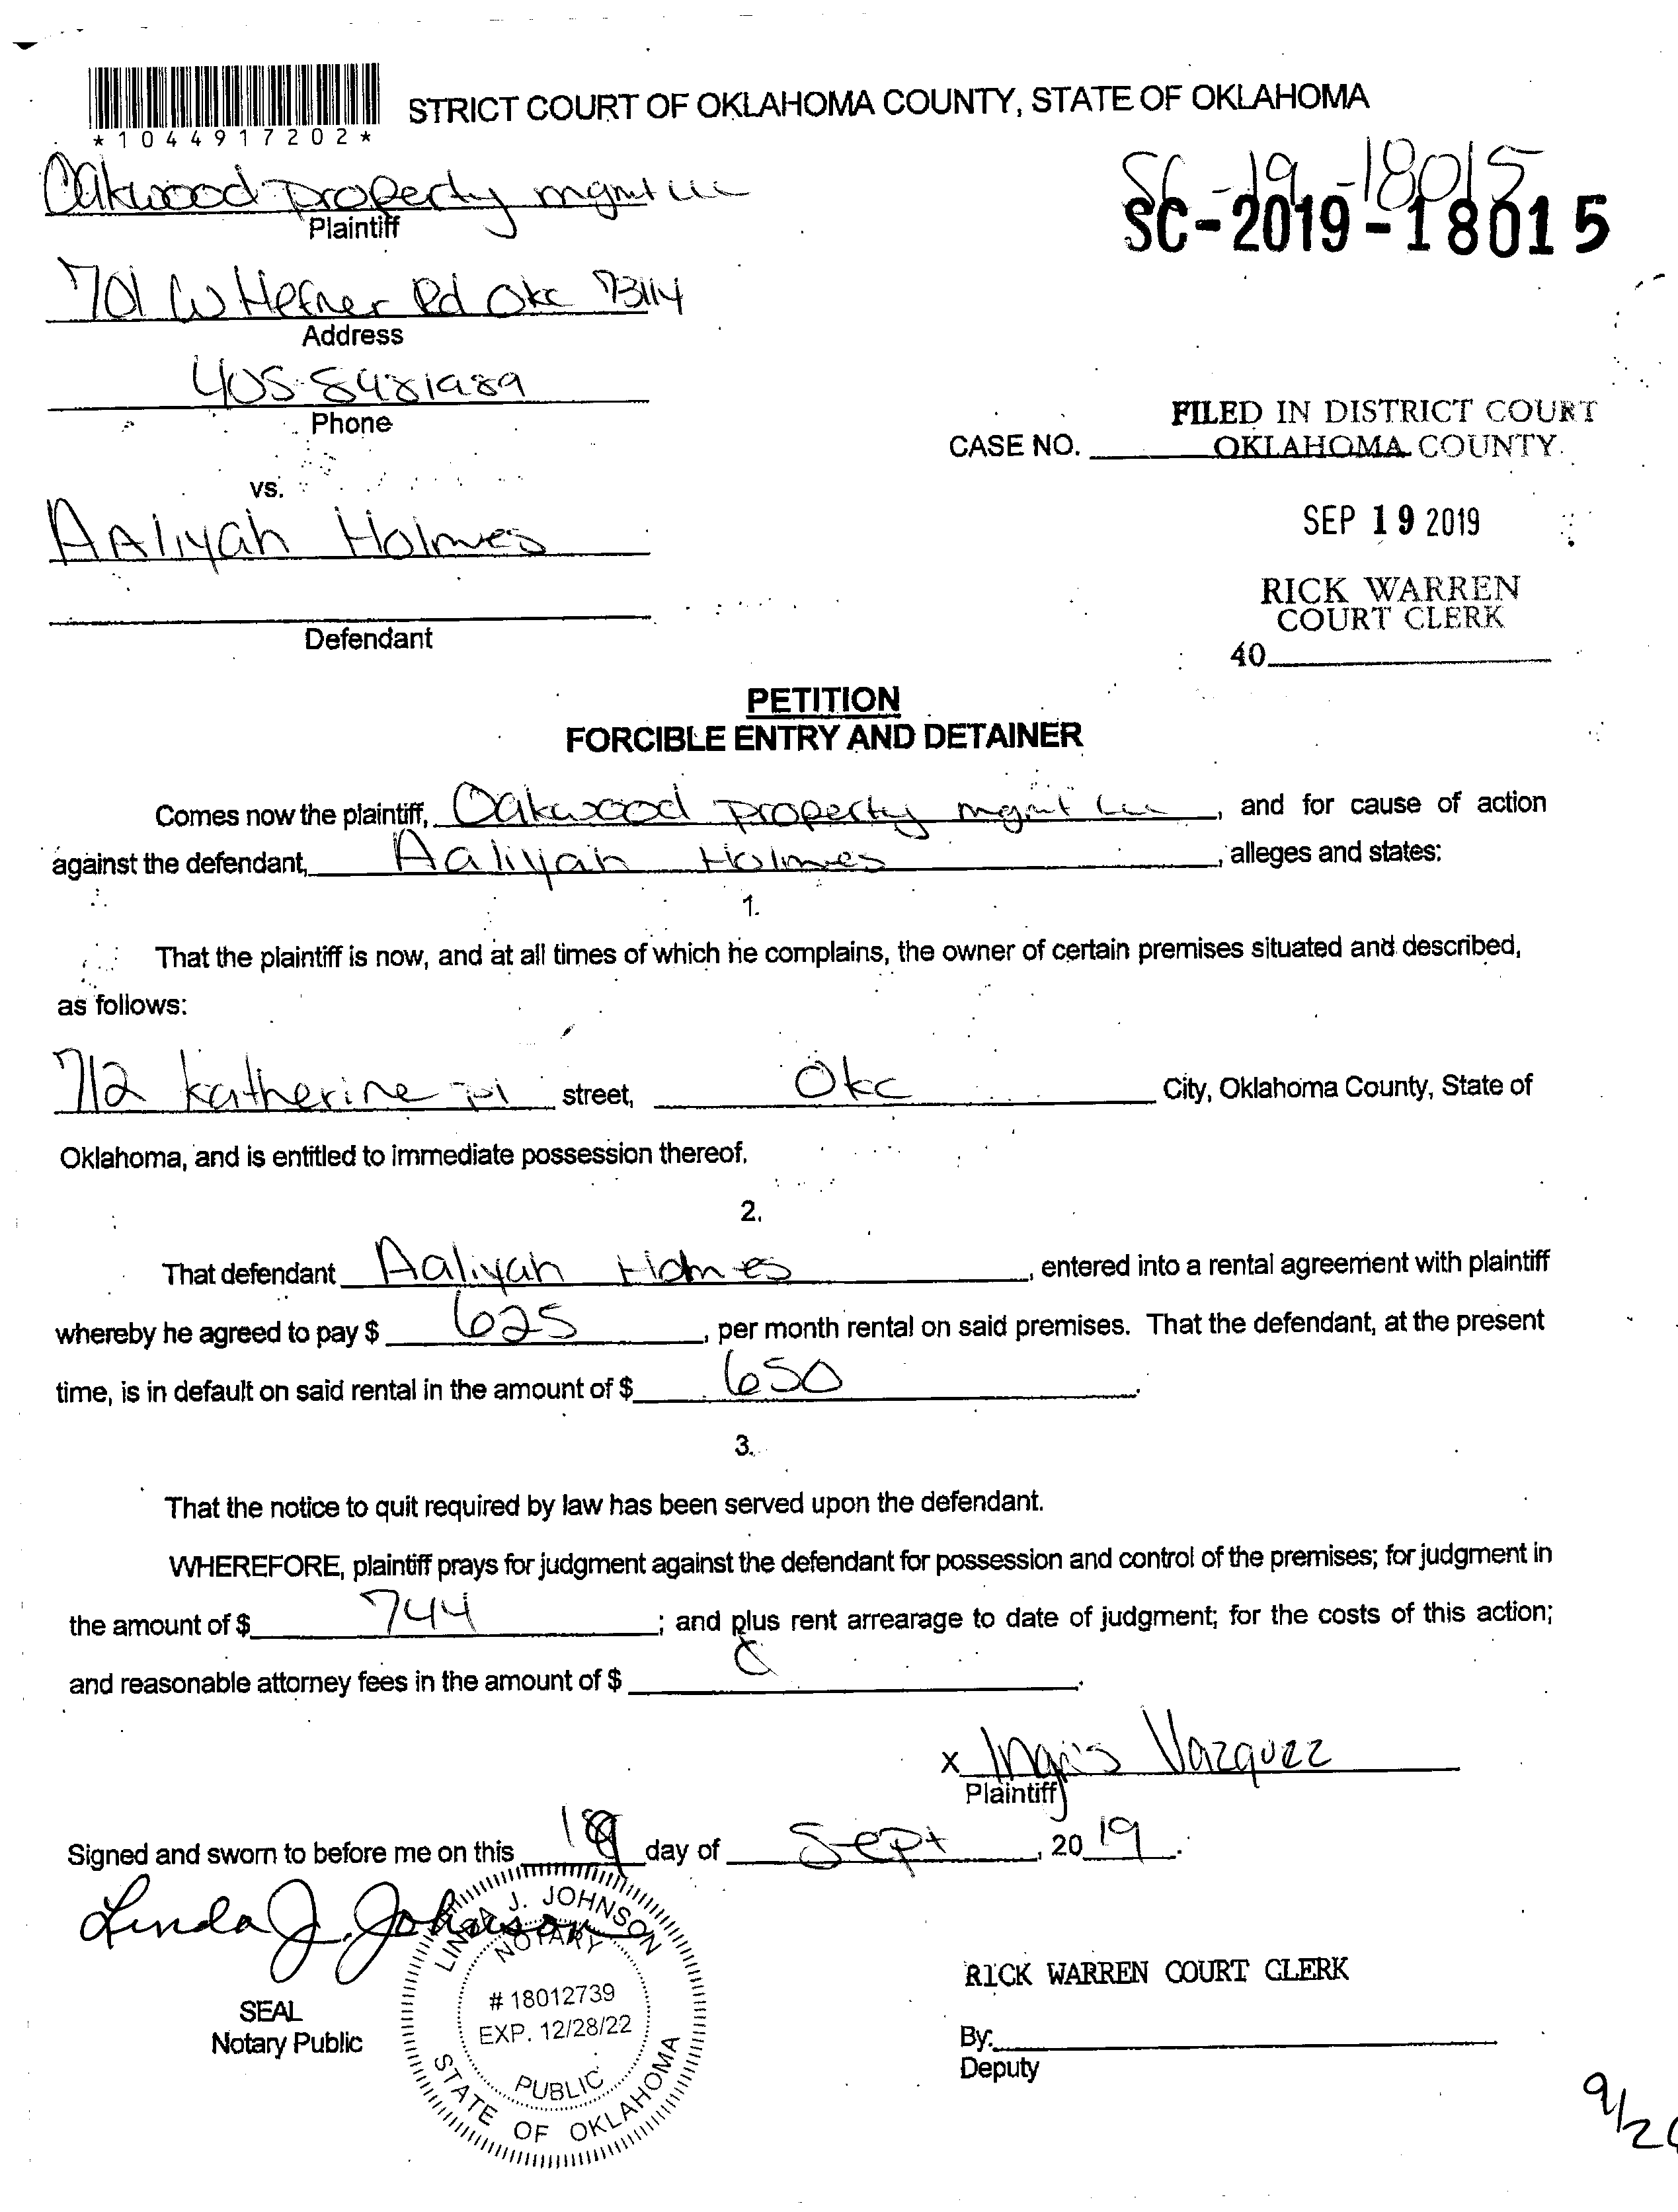 STRICT COURT OF OKLAHOMA COUNTY, STATE OF OKLAHOMA
*1044917202*
Oakwood property mgmt LLC
Plaintiff
SC-19-18015
SC-2019-18015
701 W Hefner Rd Okc 73114
Address
405-8481989
Phone
FILED IN DISTRICT COURT
CASE NO. OKLAHOMA COUNTY
vs.
SEP 19 2019
AAliyah Holmes
RICK WARREN
COURT CLERK
Defendant
40
PETITION
FORCIBLE ENTRY AND DETAINER
Comes now the plaintiff, Oakwood property mgmt LLC, and for cause of action
against the defendant, Aaliyah Holmes, alleges and states:
1.
That the plaintiff is now, and at all times of which he complains, the owner of certain premises situated and described,
as follows:
712 Katherine pl street, Okc City, Oklahoma County, State of
Oklahoma, and is entitled to immediate possession thereof.
2.
That defendant Aaliyah Holmes, entered into a rental agreement with plaintiff
whereby he agreed to pay $ 625, per month rental on said premises. That the defendant, at the present
time, is in default on said rental in the amount of $ 650.
3.
That the notice to quit required by law has been served upon the defendant.
WHEREFORE, plaintiff prays for judgment against the defendant for possession and control of the premises; for judgment in
the amount of $ 744; and plus rent arrearage to date of judgment; for the costs of this action;
and reasonable attorney fees in the amount of $
x Ingris Vazquez
Plaintiff
Signed and sworn to before me on this day of Sept, 2019.
Linda J. Johnson
LINDA J. JOHNSON
NOTARY
# 18012739
EXP. 12/28/22
PUBLIC
STATE OF OKLAHOMA
SEAL
Notary Public
RICK WARREN COURT CLERK
By:
Deputy